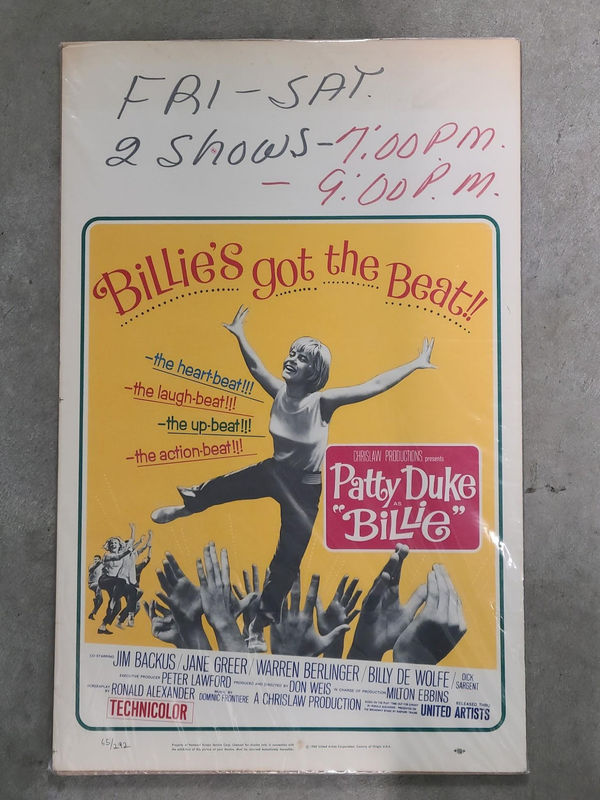 FRI - SAT.
2 SHOWS - 7:00 P.M.
- 9:00 P.M.
BiLLiE'S got the Beat!!
-the heart-beat!!!
-the laugh-beat!!!
-the up-beat!!!
-the action-beat!!!
CHRISLAW PRODUCTIONS presents
Patty Duke
AS
"BiLLiE"
CO-STARRING JIM BACKUS / JANE GREER / WARREN BERLINGER / BILLY DE WOLFE / DICK SARGENT
EXECUTIVE PRODUCER PETER LAWFORD PRODUCED AND DIRECTED BY DON WEIS IN CHARGE OF PRODUCTION MILTON EBBINS
SCREENPLAY BY RONALD ALEXANDER MUSIC BY DOMINIC FRONTIERE A CHRISLAW PRODUCTION RELEASED THRU UNITED ARTISTS
TECHNICOLOR
65/292